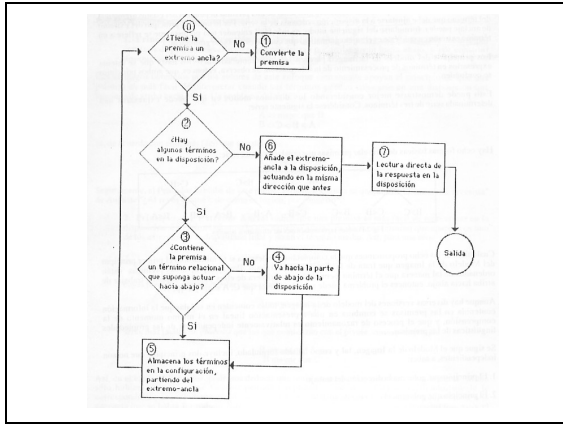 0
¿Tiene la
premisa un
extremo ancla?
No
1
Convierte la
premisa
Si
2
¿Hay
algunos términos
en la disposición?
No
6
Añade el extremo-
ancla a la disposición,
actuando en la misma
dirección que antes
7
Lectura directa de
la respuesta en la
disposición
Salida
Si
3
¿Contiene
la premisa
un término relacional
que suponga actuar
hacia abajo?
No
4
Va hacia la parte
de abajo de la
disposición
Si
5
Almacena los términos
en la configuración,
partiendo del
extremo-ancla